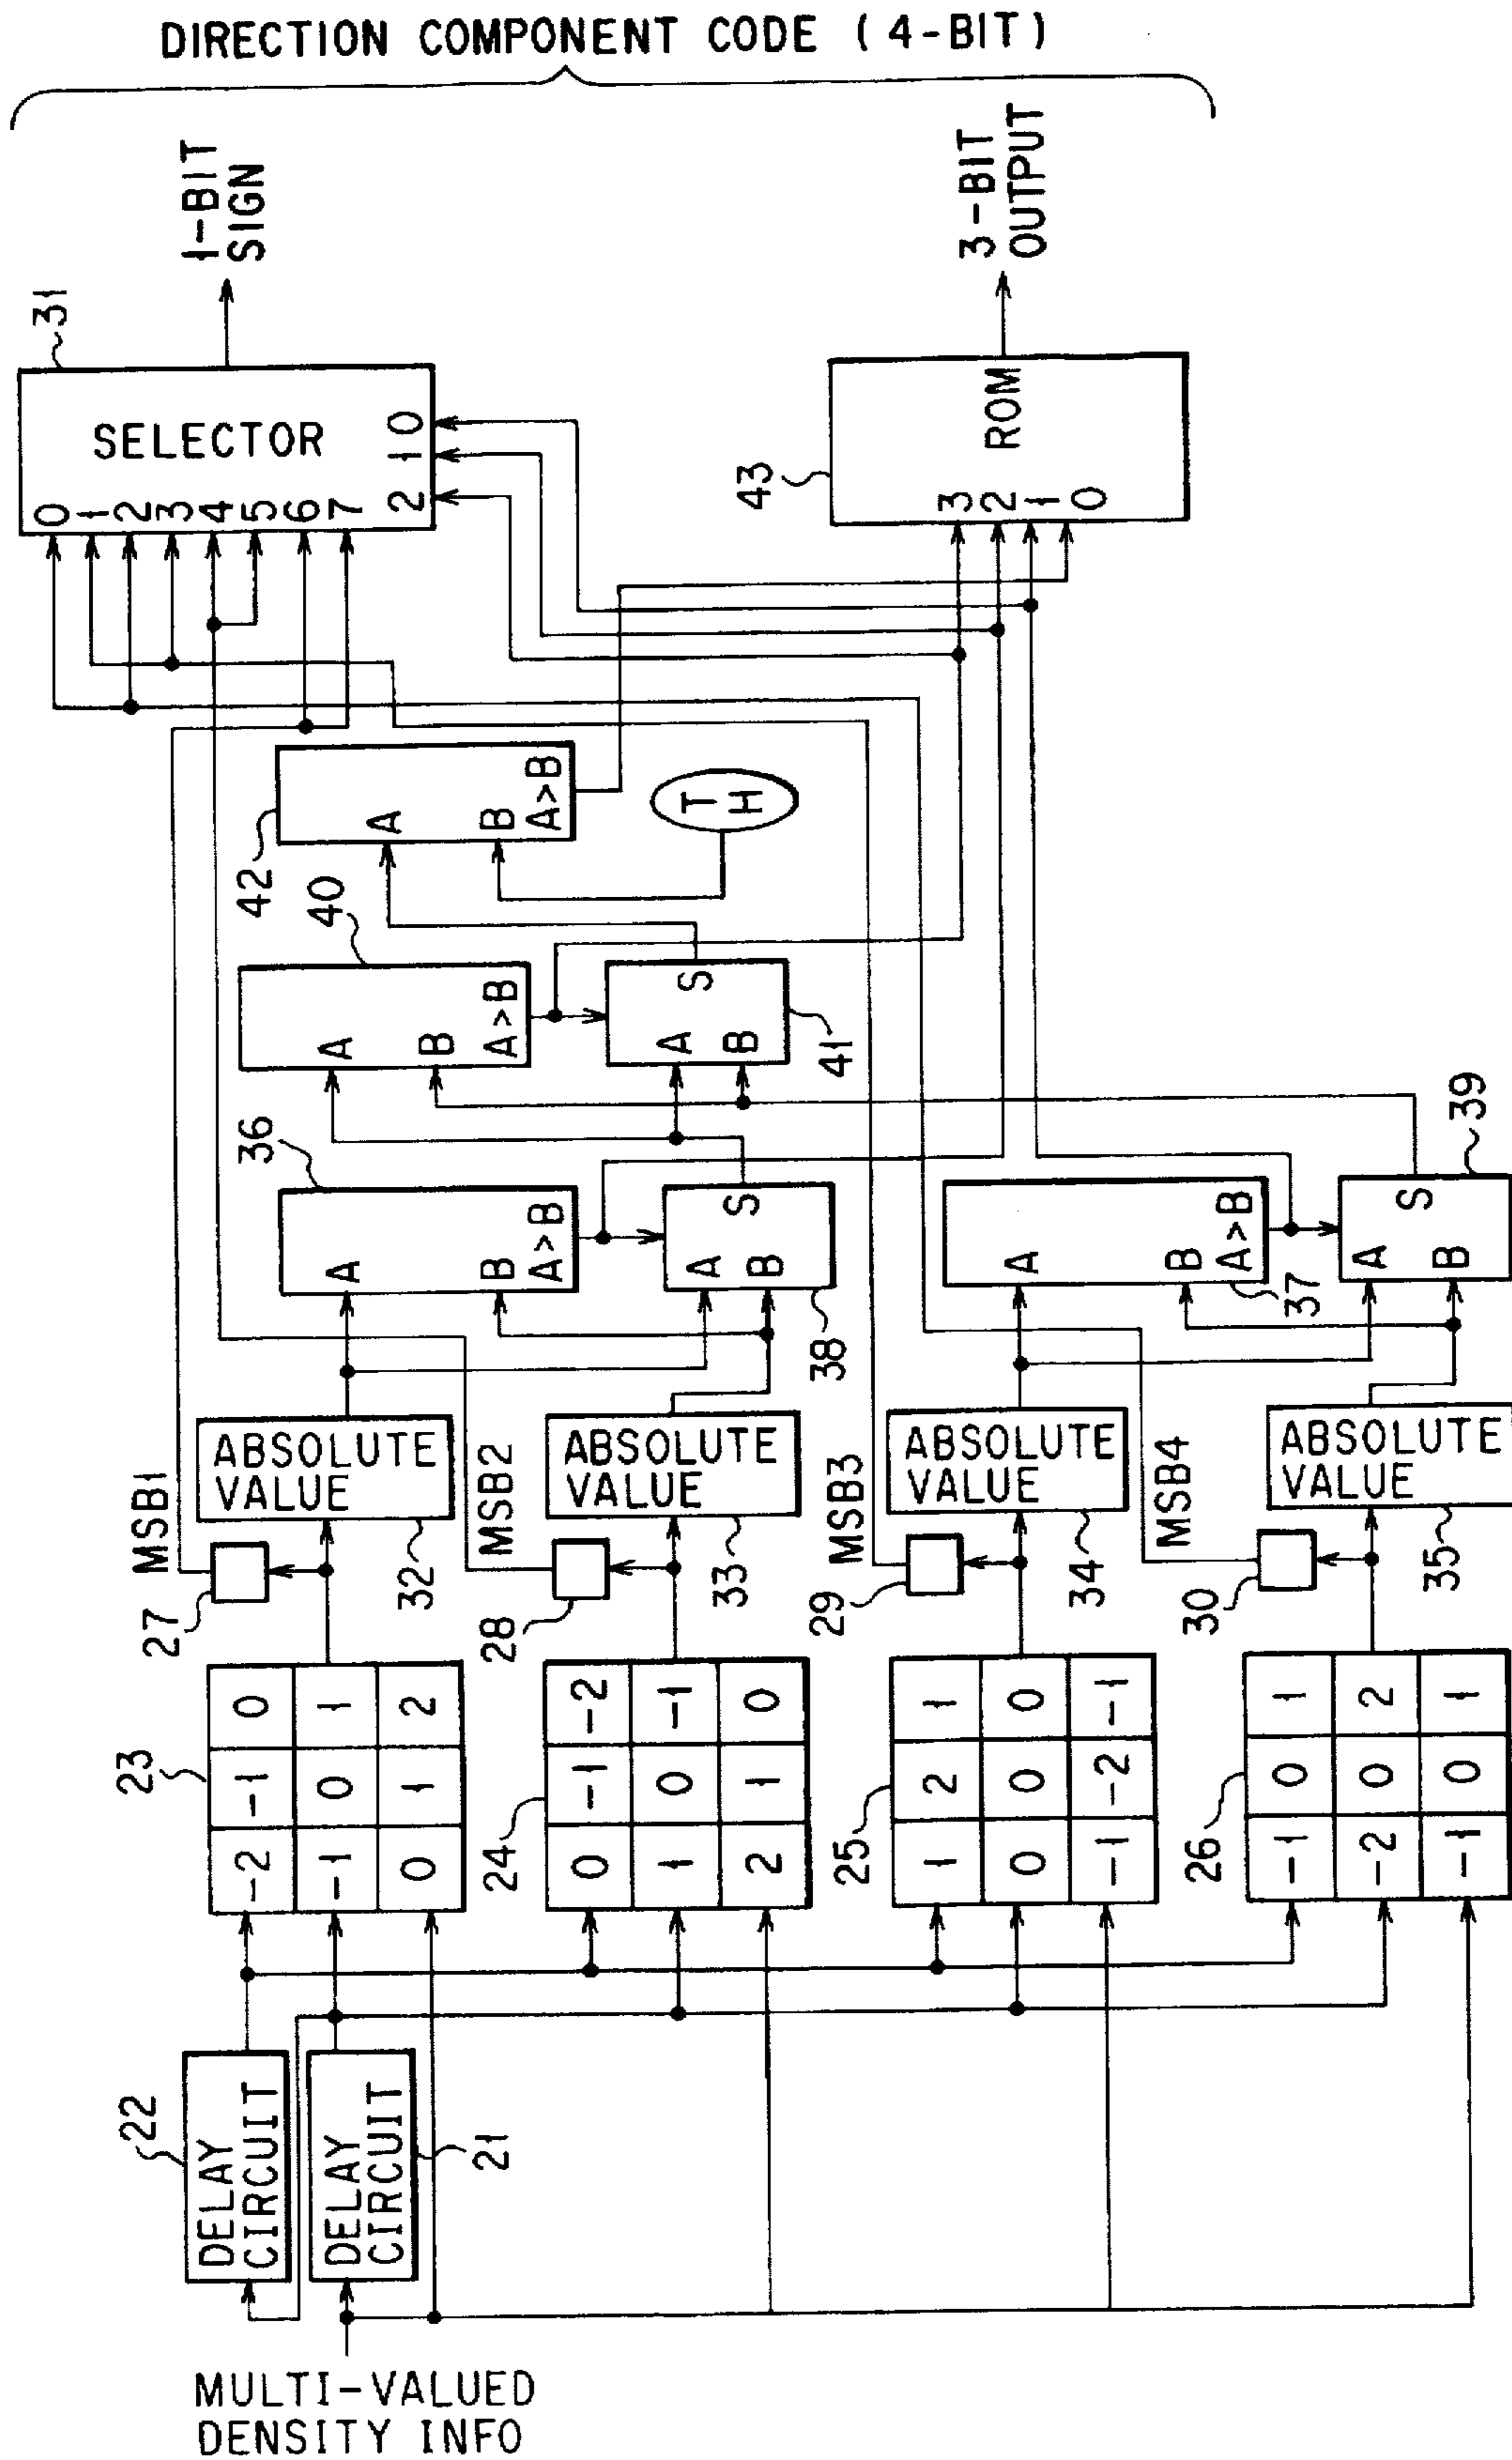 DIRECTION COMPONENT CODE (4-BIT)
1-BIT
SIGN
3-BIT
OUTPUT
31
SELECTOR
0
1
2
3
4
5
6
7
2 1 0
43
ROM
3
2
1
0
42
A
B
A>B
T
H
40
A
B
A>B
A
B
S
41
36
A
B
A>B
A
B
S
38
A
B
A>B
37
A
B
S
39
MSB1
ABSOLUTE
VALUE
27
32
MSB2
ABSOLUTE
VALUE
28
33
MSB3
ABSOLUTE
VALUE
29
34
MSB4
ABSOLUTE
VALUE
30
35
23
-2 -1 0
-1 0 1
0 1 2
24
0 -1 -2
1 0 -1
2 1 0
25
1 2 1
0 0 0
-1 -2 -1
26
-1 0 1
-2 0 2
-1 0 1
22
DELAY
CIRCUIT
DELAY
CIRCUIT
21
MULTI-VALUED
DENSITY INFO